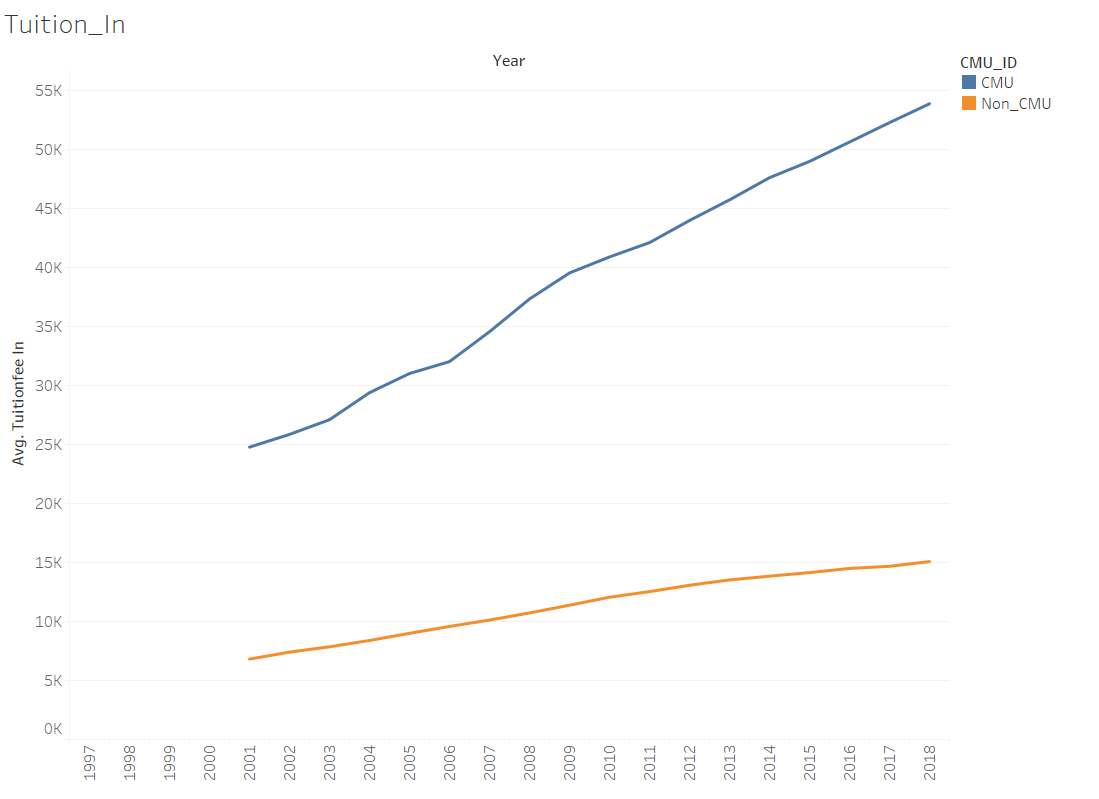 Tuition_In
Year
CMU_ID
CMU
Non_CMU
Avg. Tuitionfee In
55K
50K
45K
40K
35K
30K
25K
20K
15K
10K
5K
0K
1997
1998
1999
2000
2001
2002
2003
2004
2005
2006
2007
2008
2009
2010
2011
2012
2013
2014
2015
2016
2017
2018